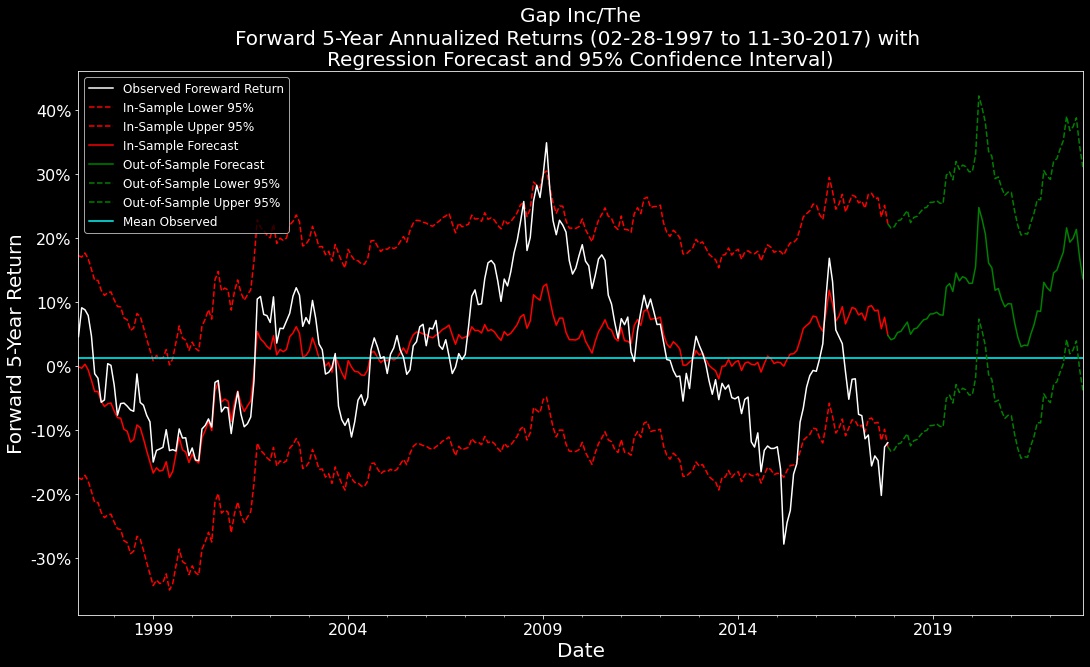 Gap Inc/The
Forward 5-Year Annualized Returns (02-28-1997 to 11-30-2017) with
Regression Forecast and 95% Confidence Interval)
Observed Foreward Return
In-Sample Lower 95%
In-Sample Upper 95%
In-Sample Forecast
Out-of-Sample Forecast
Out-of-Sample Lower 95%
Out-of-Sample Upper 95%
Mean Observed
Forward 5-Year Return
40%
30%
20%
10%
0%
-10%
-20%
-30%
1999
2004
2009
2014
2019
Date